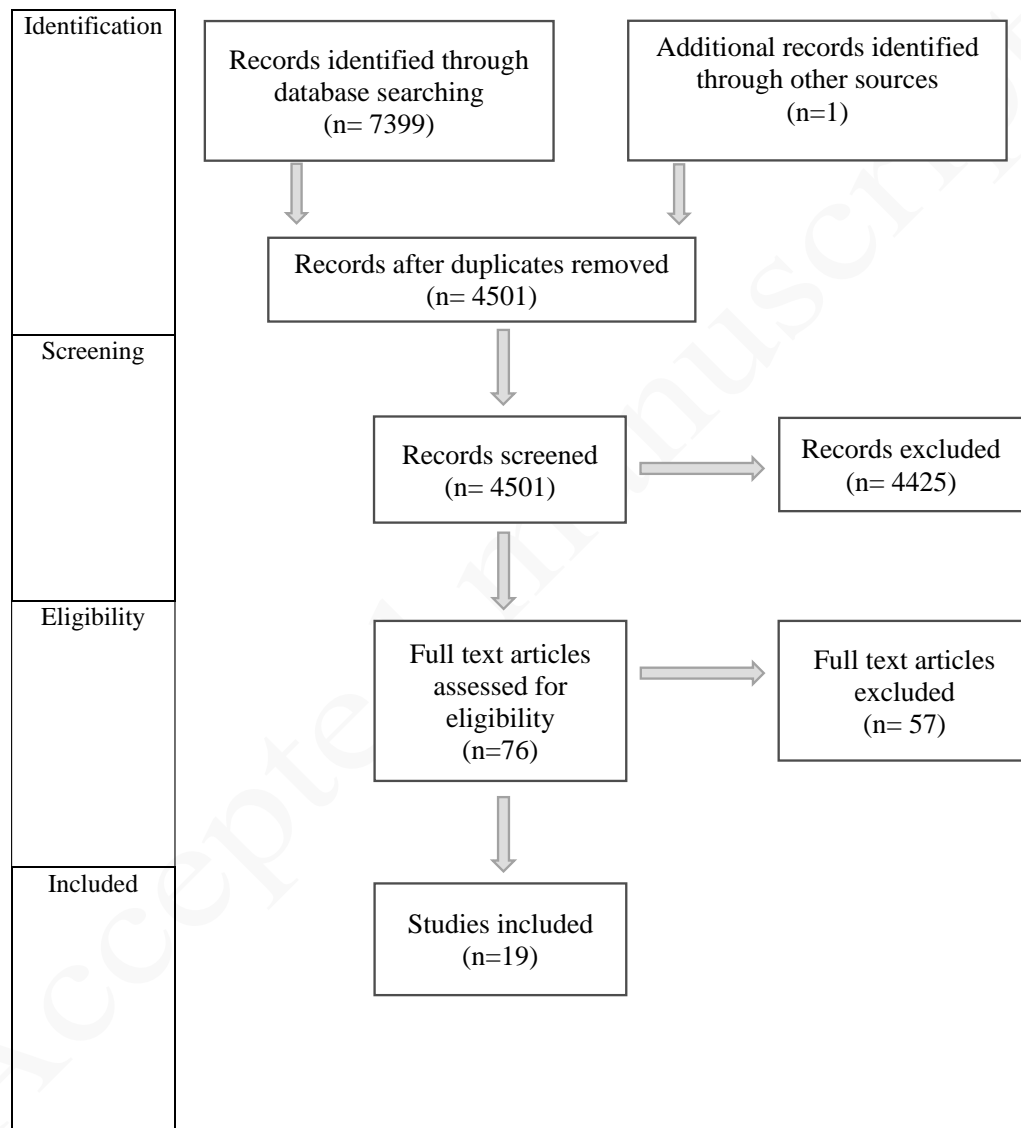 Identification
Records identified through
database searching
(n= 7399)
Additional records identified
through other sources
(n=1)
Records after duplicates removed
(n= 4501)
Screening
Records screened
(n= 4501)
Records excluded
(n= 4425)
Eligibility
Full text articles
assessed for
eligibility
(n=76)
Full text articles
excluded
(n= 57)
Included
Studies included
(n=19)
Accepted manuscript